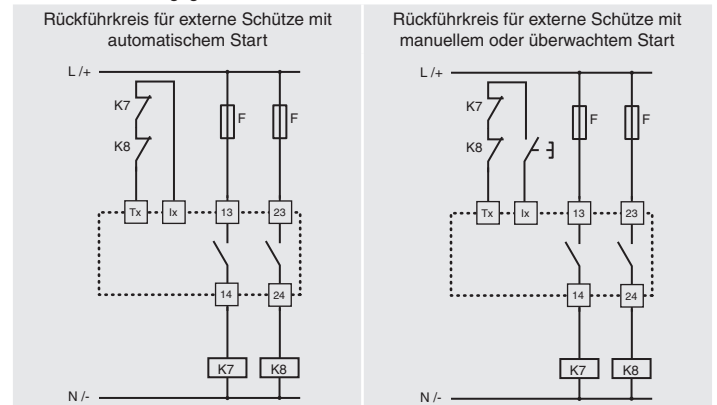 Rückführkreis für externe Schütze mit
automatischem Start
L /+
K7
F
F
K8
Tx
Ix
13
23
14
24
K7
K8
N /-
Rückführkreis für externe Schütze mit
manuellem oder überwachtem Start
L /+
K7
F
F
K8
Tx
Ix
13
23
14
24
K7
K8
N /-